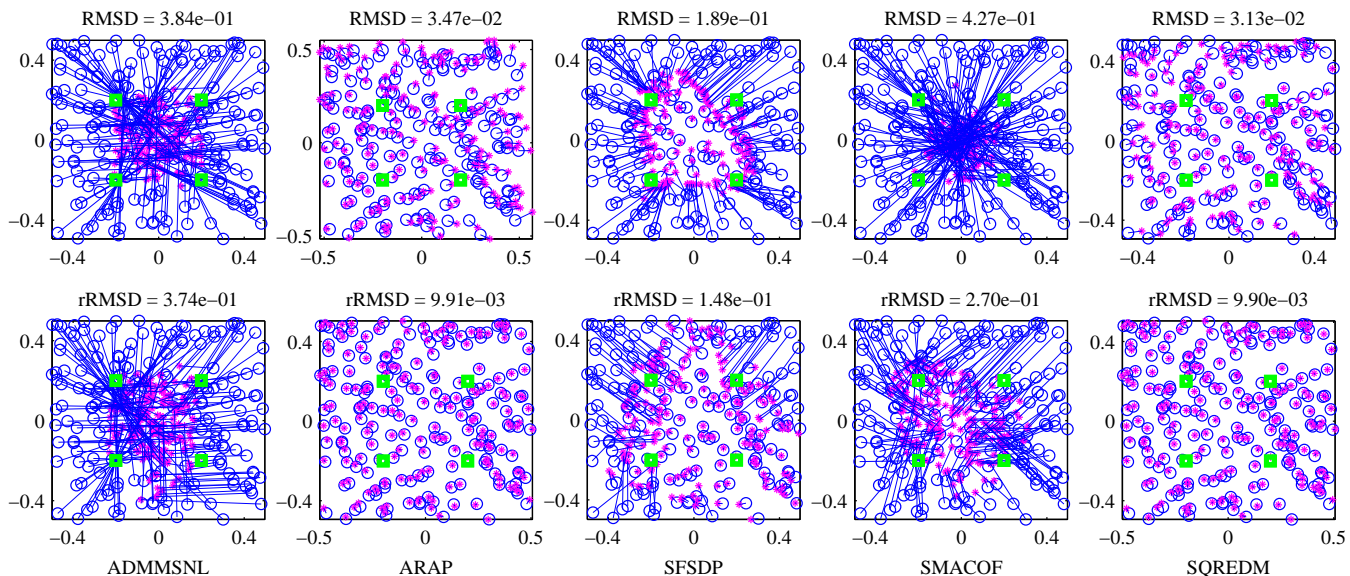 RMSD = 3.84e−01 RMSD = 3.47e−02 RMSD = 1.89e−01 RMSD = 4.27e−01 RMSD = 3.13e−02
0.4 0.5 0.4 0.4 0.4
0 0 0 0 0
−0.4 −0.5 −0.4 −0.4 −0.4
−0.4 0 0.4 −0.5 0 0.5 −0.4 0 0.4 −0.4 0 0.4 −0.5 0 0.5
rRMSD = 3.74e−01 rRMSD = 9.91e−03 rRMSD = 1.48e−01 rRMSD = 2.70e−01 rRMSD = 9.90e−03
0.4 0.4 0.4 0.4 0.4
0 0 0 0 0
−0.4 −0.4 −0.4 −0.4 −0.4
−0.4 0 0.4 −0.5 0 0.5 −0.4 0 0.4 −0.4 0 0.4 −0.5 0 0.5
ADMMSNL ARAP SFSDP SMACOF SQREDM